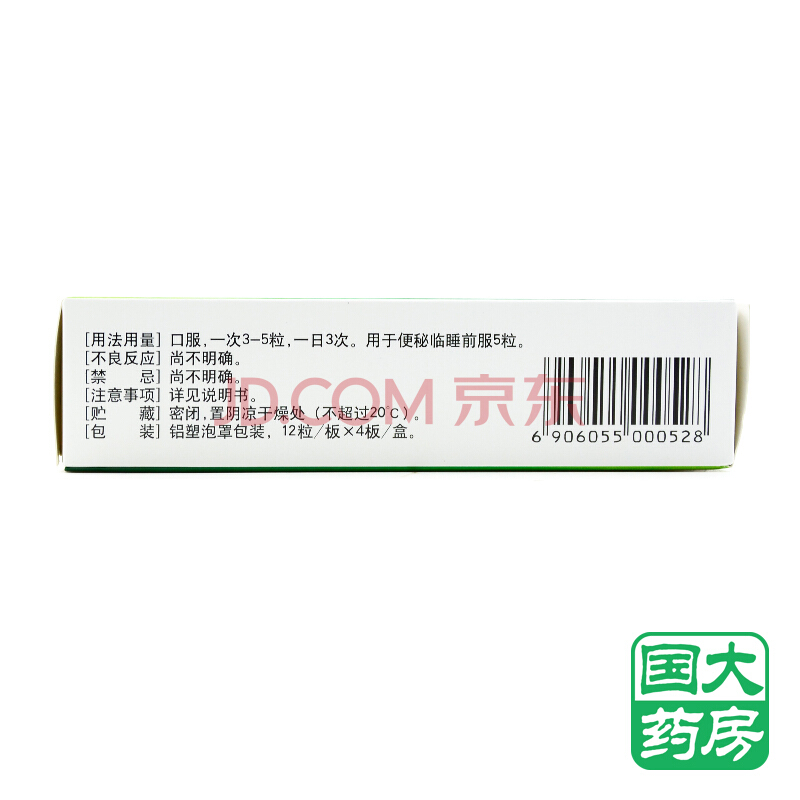 [用法用量] 口服，一次3-5粒，一日3次。用于便秘临睡前服5粒。
[不良反应] 尚不明确。
[禁　　忌] 尚不明确。
[注意事项] 详见说明书。
[贮　　藏] 密闭，置阴凉干燥处（不超过20℃）。
[包　　装] 铝塑泡罩包装，12粒/板×4板/盒。
JD.COM 京东
6 906055 000528
国大
药房